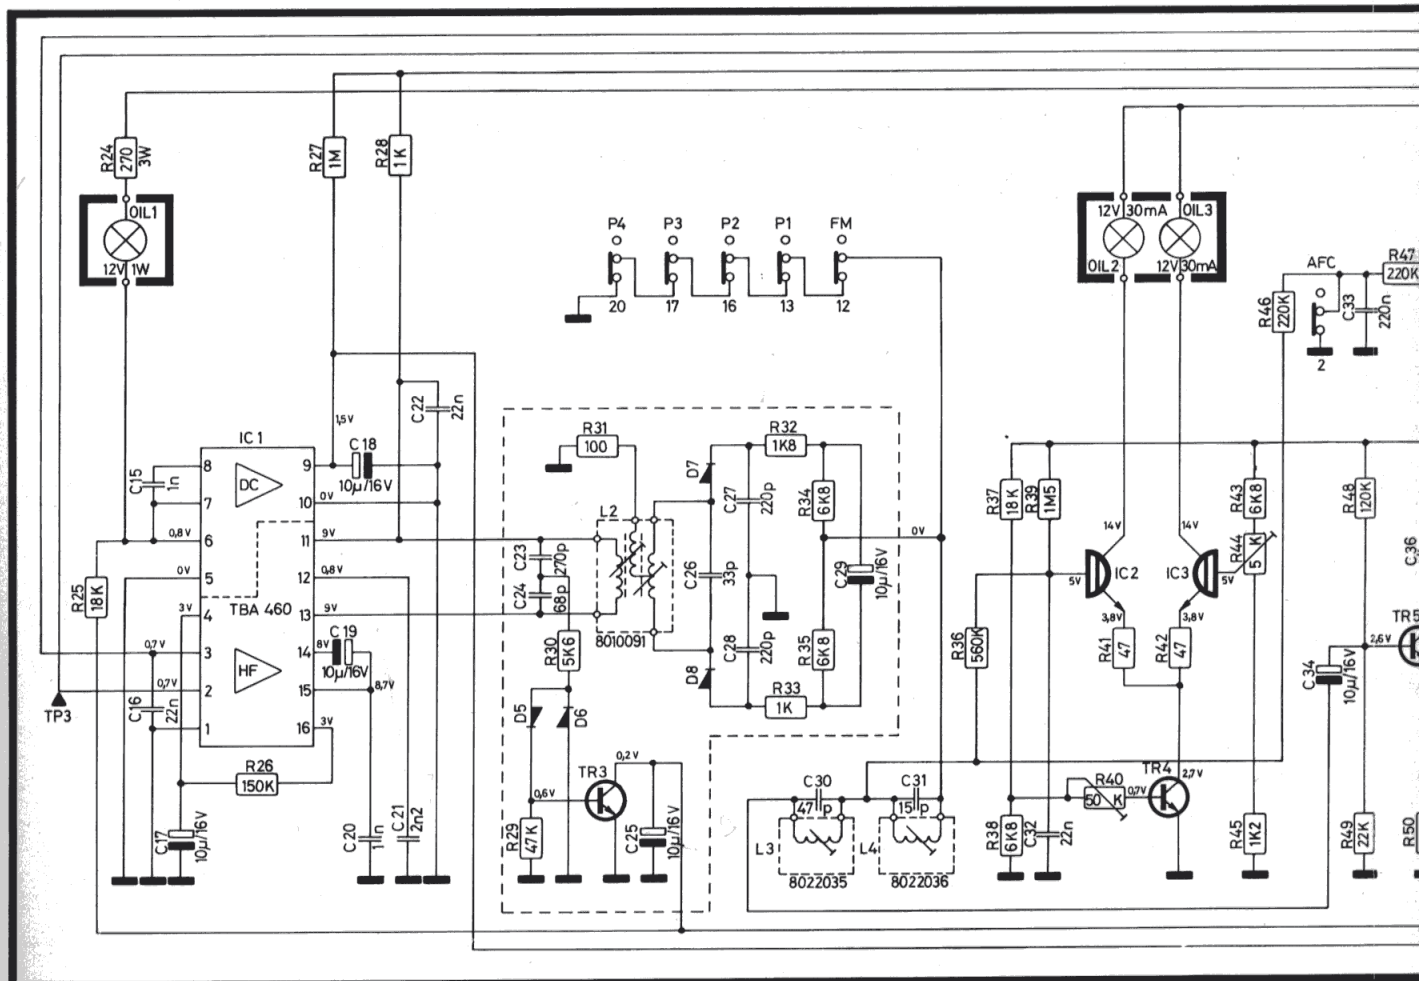 R24
270
3W
R27
1M
R28
1K
OIL1
12V 1W
P4
P3
P2
P1
FM
20
17
16
13
12
12V 30mA OIL3
OIL2 12V 30mA
AFC
R47
220K
R46
220K
C33
220n
2
1,5V
C22
22n
IC 1
C 18
10µ/16V
R31
100
R32
1K8
8
7
6
5
4
3
2
1
9
10
11
12
13
14
15
16
DC
TBA 460
HF
C15
1n
0,8V
0V
3V
0,7V
0,7V
0V
9V
0,8V
9V
8V
8,7V
3V
R25
18K
C 19
10µ/16V
C16
22n
TP3
R26
150K
C17
10µ/16V
C20
1n
C21
2n2
L2
8010091
C23
270p
C24
68p
R30
5K6
D5
D6
D7
D8
C27
220p
C26
33p
C28
220p
R34
6K8
R35
6K8
R33
1K
C29
10µ/16V
0V
TR3
0,2V
0,6V
R29
47K
C25
10µ/16V
C30
47p
C31
15p
L3
8022035
L4
8022036
R37
18K
R39
1M5
R43
6K8
R44
5 K
R48
120K
C36
14V
14V
IC2
IC3
5V
5V
3,8V
3,8V
R41
47
R42
47
R36
560K
C34
10µ/16V
2,6V
TR5
TR4
2,7V
0,7V
R40
50 K
R38
6K8
C32
22n
R45
1K2
R49
22K
R50